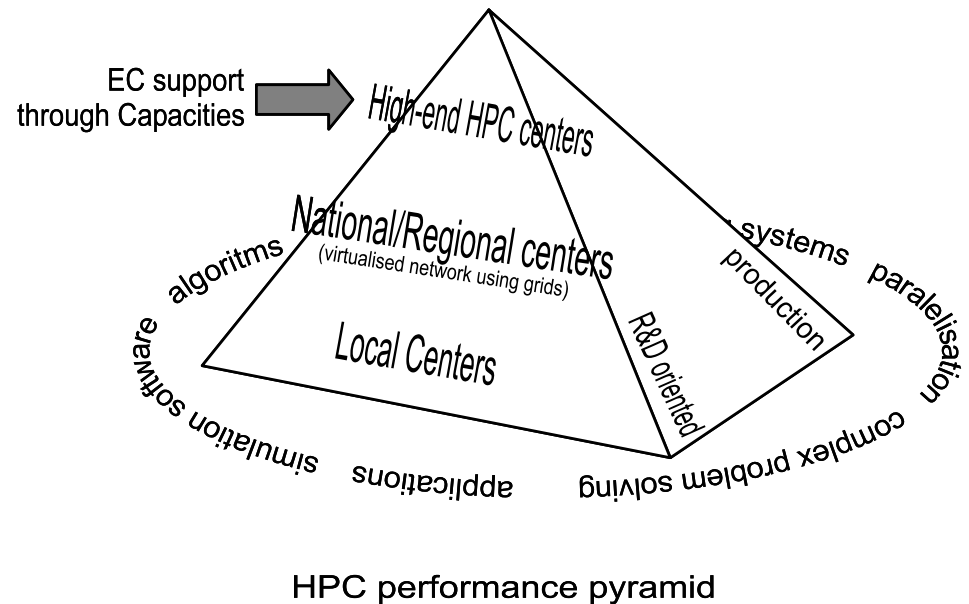 EC support
through Capacities
High-end HPC centers
National/Regional centers
(virtualised network using grids)
Local Centers
R&D oriented
production
systems
paralelisation
complex problem solving
applications
simulation software
algoritms
HPC performance pyramid